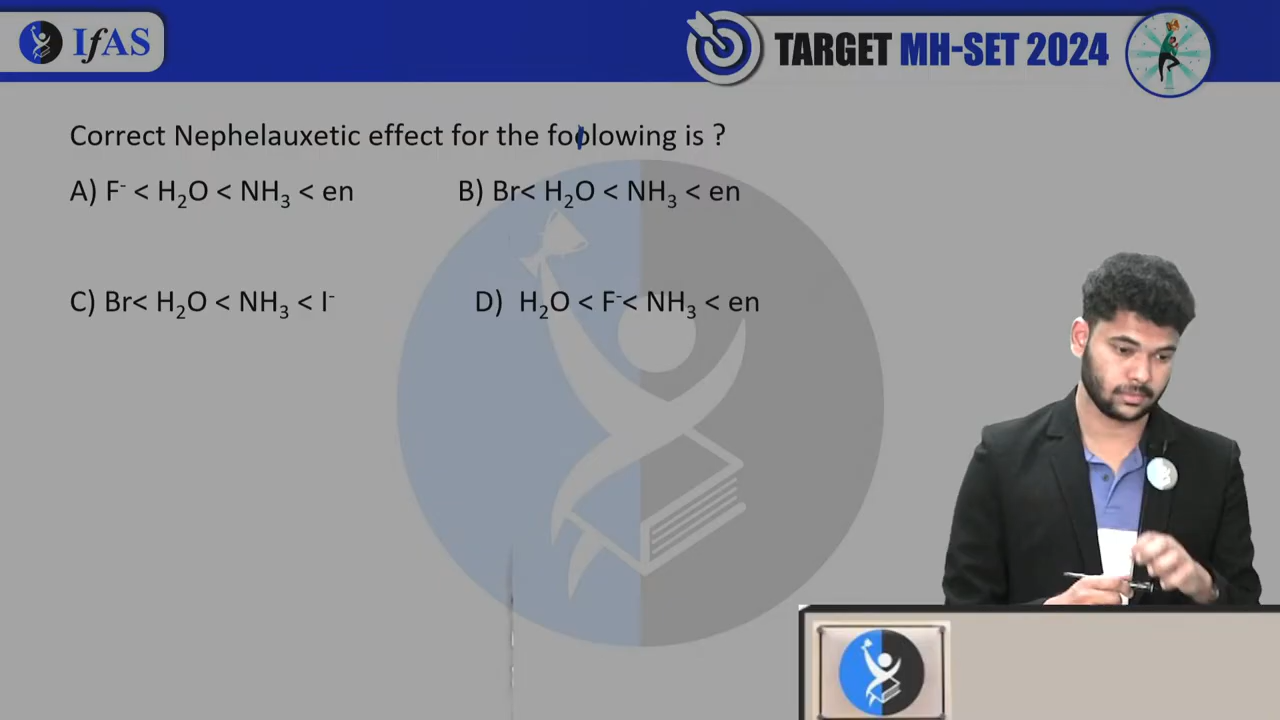 IfAS
TARGET MH-SET 2024
Correct Nephelauxetic effect for the foolowing is ?
A) F⁻ < H₂O < NH₃ < en
B) Br< H₂O < NH₃ < en
C) Br< H₂O < NH₃ < I⁻
D) H₂O < F⁻< NH₃ < en